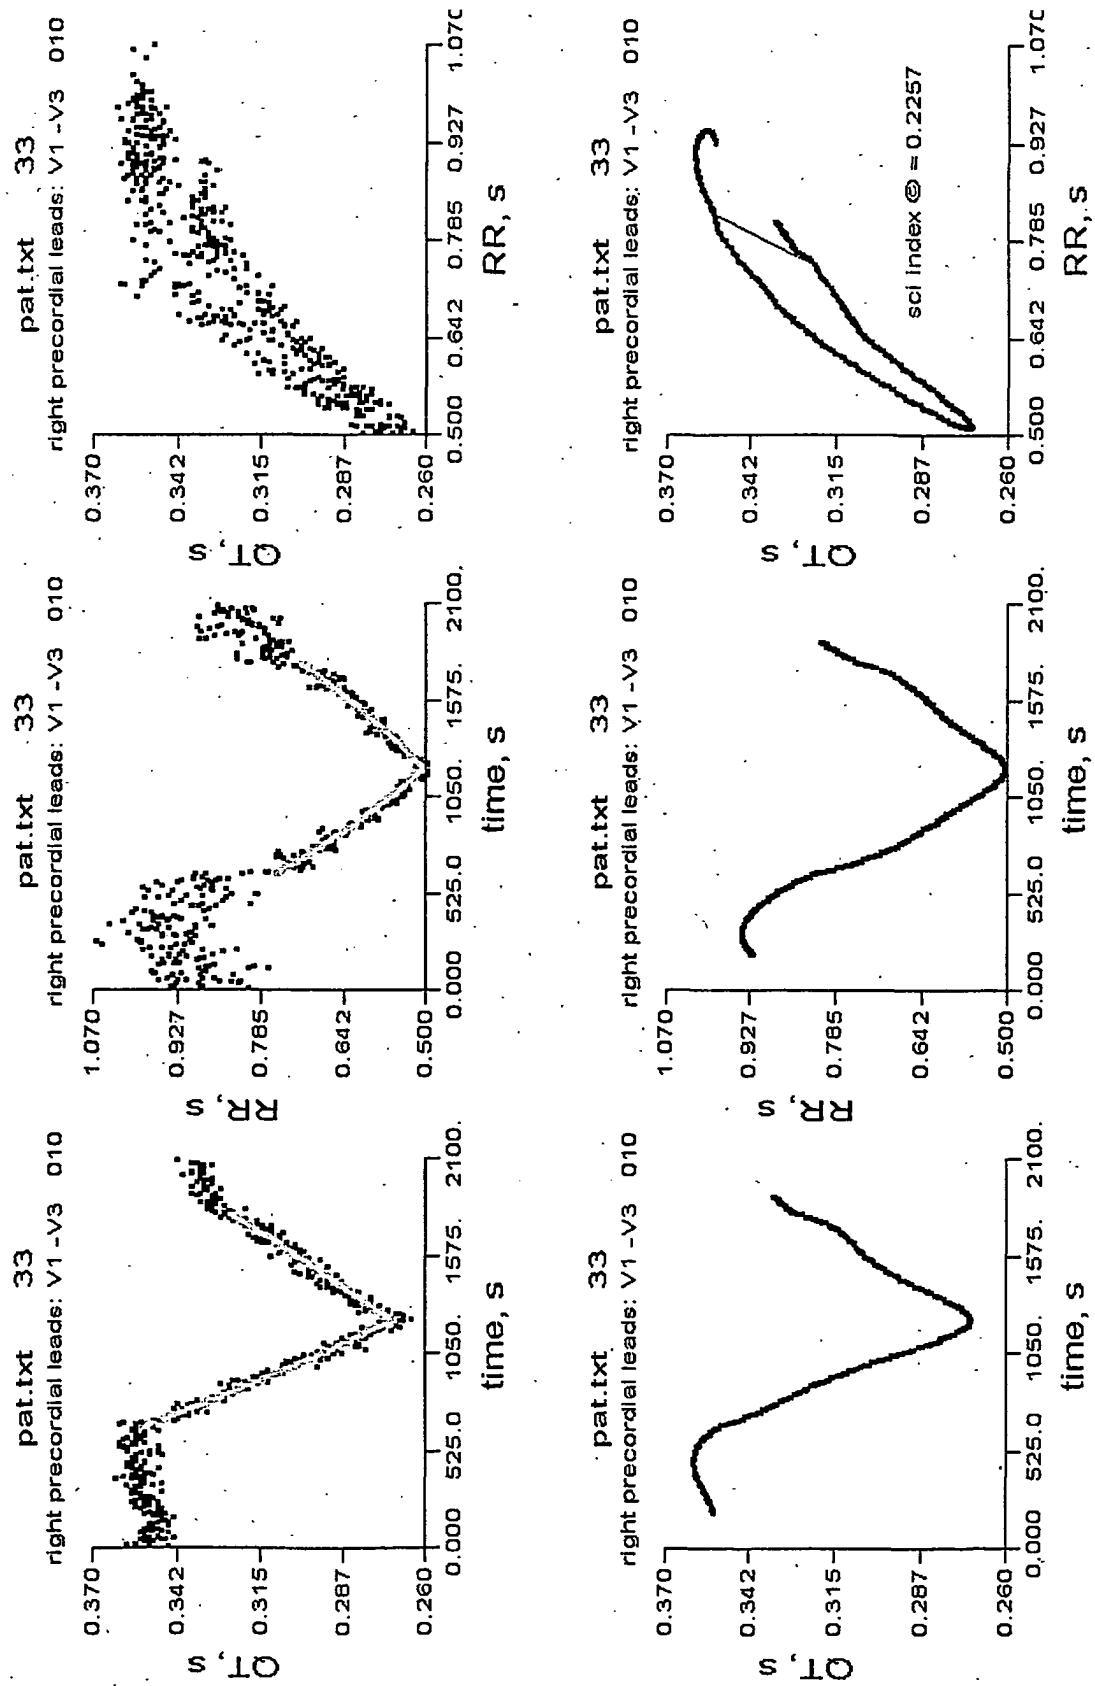 pat.txt 33
right precordial leads: V1-V3 010
QT, s
0.370
0.342
0.315
0.287
0.260
0.000 525.0 1050. 1575. 2100.
time, s
pat.txt 33
right precordial leads: V1-V3 010
RR, s
1.070
0.927
0.785
0.642
0.500
0.000 525.0 1050. 1575. 2100.
time, s
pat.txt 33
right precordial leads: V1-V3 010
QT, s
0.370
0.342
0.315
0.287
0.260
0.500 0.642 0.785 0.927 1.070
RR, s
pat.txt 33
right precordial leads: V1-V3 010
QT, s
0.370
0.342
0.315
0.287
0.260
0.000 525.0 1050. 1575. 2100.
time, s
pat.txt 33
right precordial leads: V1-V3 010
RR, s
1.070
0.927
0.785
0.642
0.500
0.000 525.0 1050. 1575. 2100.
time, s
pat.txt 33
right precordial leads: V1-V3 010
QT, s
0.370
0.342
0.315
0.287
0.260
sci index © = 0.2257
0.500 0.642 0.785 0.927 1.070
RR, s